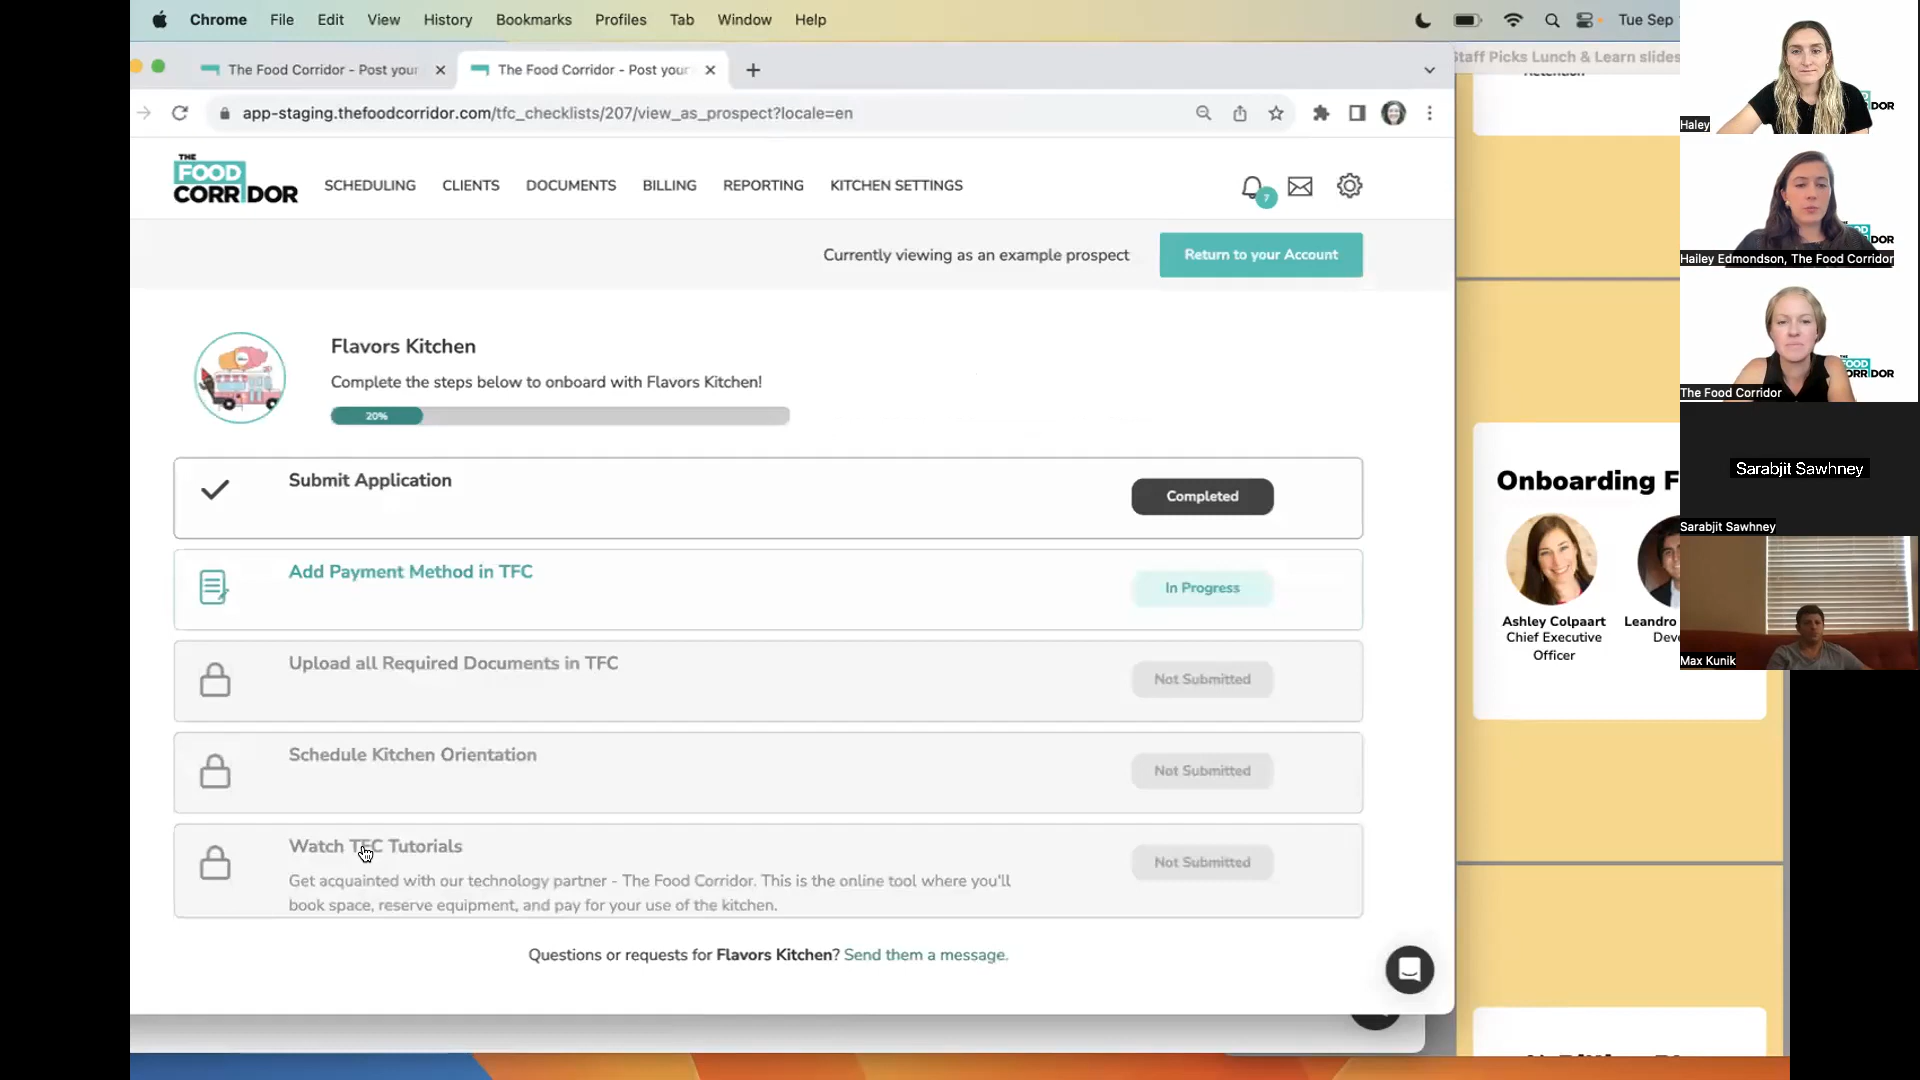 Chrome File Edit View History Bookmarks Profiles Tab Window Help Tue Sep
The Food Corridor - Post your
The Food Corridor - Post your
Staff Picks Lunch & Learn slides
Retention
app-staging.thefoodcorridor.com/tfc_checklists/207/view_as_prospect?locale=en
THE
FOOD
CORRIDOR
SCHEDULING CLIENTS DOCUMENTS BILLING REPORTING KITCHEN SETTINGS
7
Currently viewing as an example prospect
Return to your Account
Flavors Kitchen
Complete the steps below to onboard with Flavors Kitchen!
20%
Submit Application
Completed
Add Payment Method in TFC
In Progress
Upload all Required Documents in TFC
Not Submitted
Schedule Kitchen Orientation
Not Submitted
Watch TFC Tutorials
Not Submitted
Get acquainted with our technology partner - The Food Corridor. This is the online tool where you'll
book space, reserve equipment, and pay for your use of the kitchen.
Questions or requests for Flavors Kitchen? Send them a message.
Onboarding F
Ashley Colpaart
Chief Executive
Officer
Leandro
Deve
DOR
Haley
DOR
Hailey Edmondson, The Food Corridor
FOOD
ORRIDOR
The Food Corridor
Sarabjit Sawhney
Sarabjit Sawhney
Max Kunik